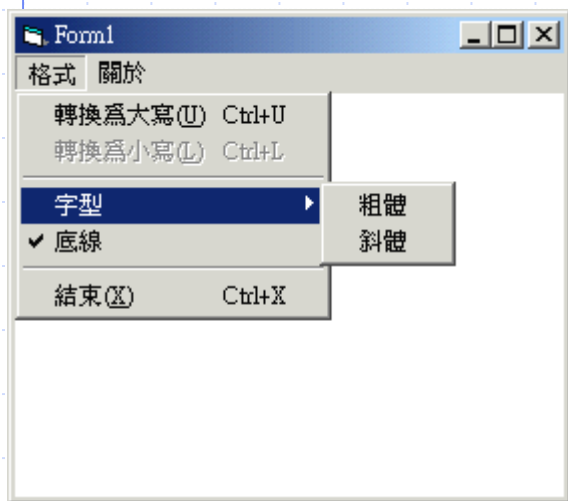 Form1
格式 關於
轉換爲大寫(U) Ctrl+U
轉換爲小寫(L) Ctrl+L
字型
粗體
底線
斜體
結束(X) Ctrl+X